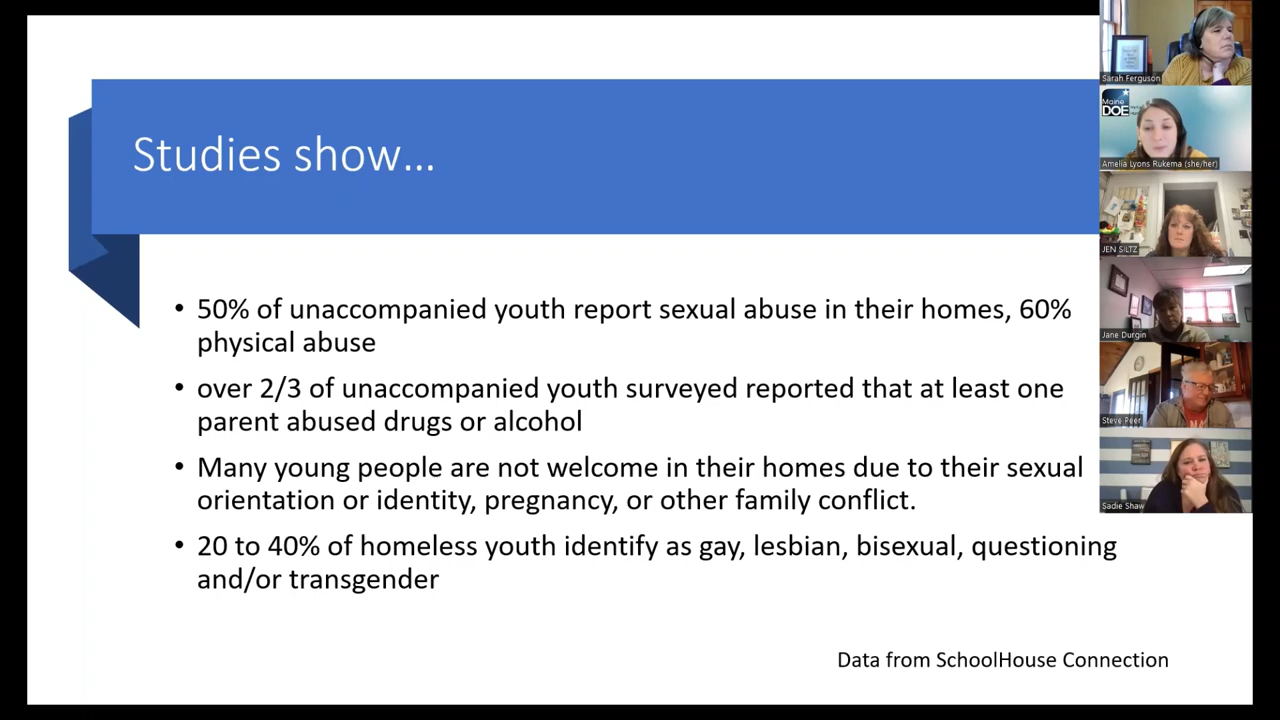 Studies show...
• 50% of unaccompanied youth report sexual abuse in their homes, 60%
physical abuse
• over 2/3 of unaccompanied youth surveyed reported that at least one
parent abused drugs or alcohol
• Many young people are not welcome in their homes due to their sexual
orientation or identity, pregnancy, or other family conflict.
• 20 to 40% of homeless youth identify as gay, lesbian, bisexual, questioning
and/or transgender
Data from SchoolHouse Connection
Sarah Ferguson
Maine
DOE
Amelia Lyons Rukema (she/her)
JEN SILTZ
Jane Durgin
Steve Peer
Sadie Shaw